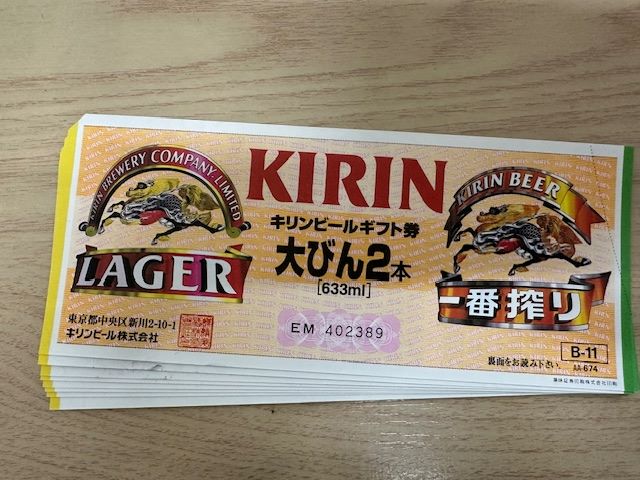 KIRIN BREWERY COMPANY, LIMITED
LAGER
KIRIN
キリンビールギフト券
大びん2本
[633ml]
KIRIN BEER
一番搾り
EM 402389
東京都中央区新川2-10-1
キリンビール株式会社
裏面をお読み下さい。
B-11
AA-674